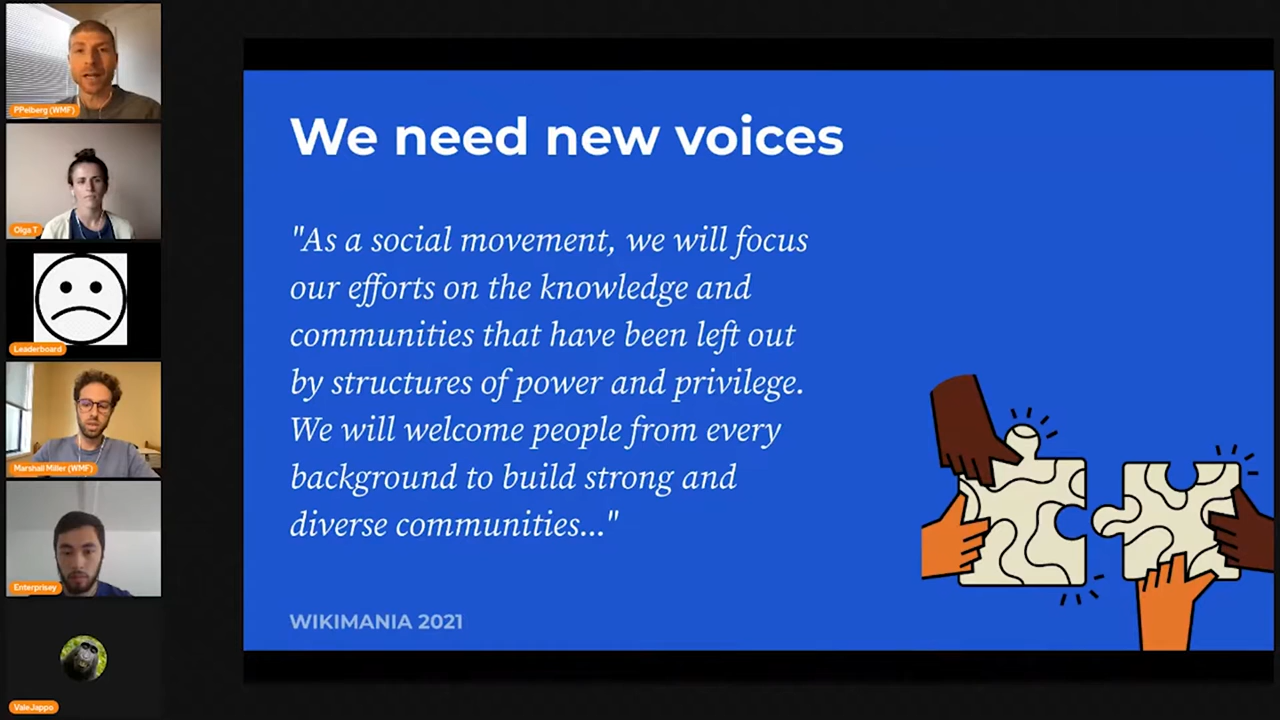 PPelberg (WMF)
Olga T
Leaderboard
Marshall Miller (WMF)
Enterprisey
ValeJappo
We need new voices
"As a social movement, we will focus
our efforts on the knowledge and
communities that have been left out
by structures of power and privilege.
We will welcome people from every
background to build strong and
diverse communities..."
WIKIMANIA 2021